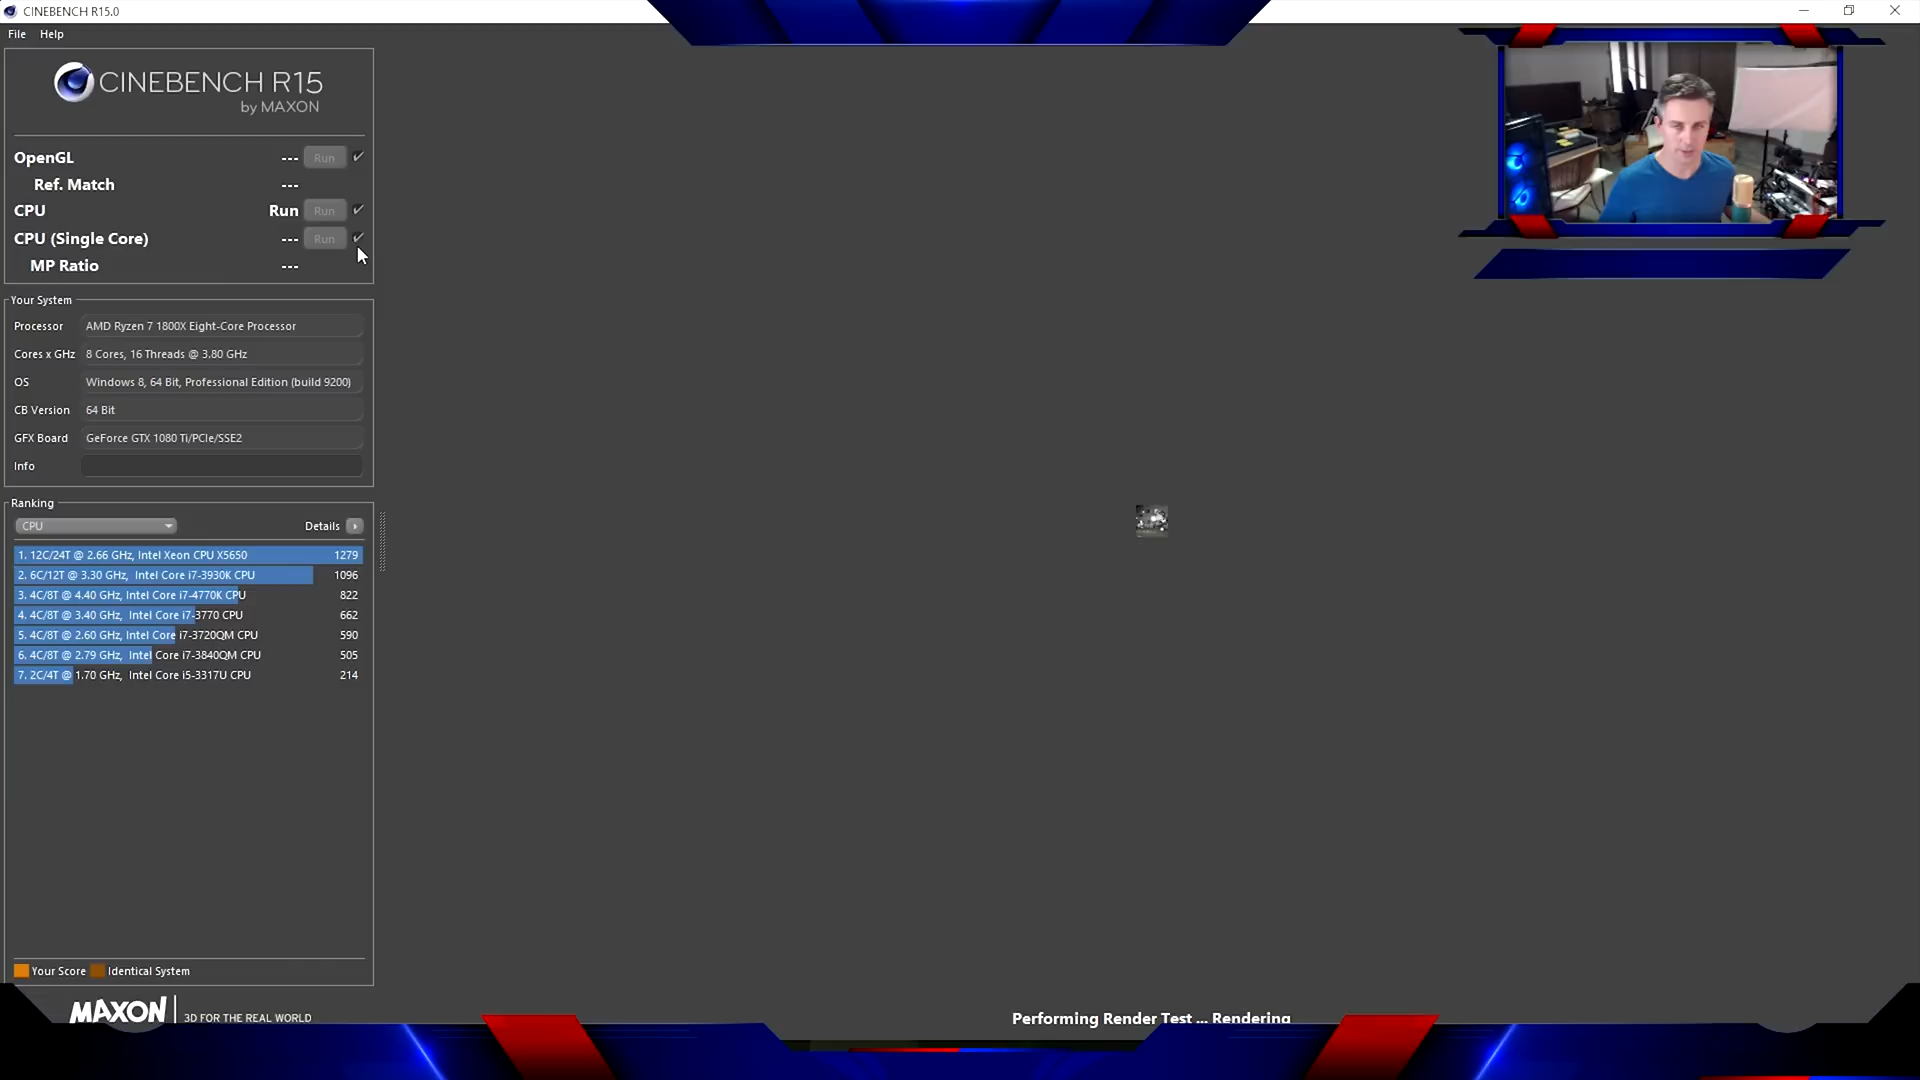 CINEBENCH R15.0
File Help
CINEBENCH R15
by MAXON
OpenGL --- Run
Ref. Match ---
CPU Run Run
CPU (Single Core) --- Run
MP Ratio ---
Your System
Processor AMD Ryzen 7 1800X Eight-Core Processor
Cores x GHz 8 Cores, 16 Threads @ 3,80 GHz
OS Windows 8, 64 Bit, Professional Edition (build 9200)
CB Version 64 Bit
GFX Board GeForce GTX 1080 Ti/PCIe/SSE2
Info
Ranking
CPU Details
1. 12C/24T @ 2.66 GHz, Intel Xeon CPU X5650 1279
2. 6C/12T @ 3.30 GHz, Intel Core i7-3930K CPU 1096
3. 4C/8T @ 4.40 GHz, Intel Core i7-4770K CPU 822
4. 4C/8T @ 3.40 GHz, Intel Core i7-3770 CPU 662
5. 4C/8T @ 2.60 GHz, Intel Core i7-3720QM CPU 590
6. 4C/8T @ 2.79 GHz, Intel Core i7-3840QM CPU 505
7. 2C/4T @ 1.70 GHz, Intel Core i5-3317U CPU 214
Your Score Identical System
MAXON 3D FOR THE REAL WORLD
Performing Render Test ... Rendering